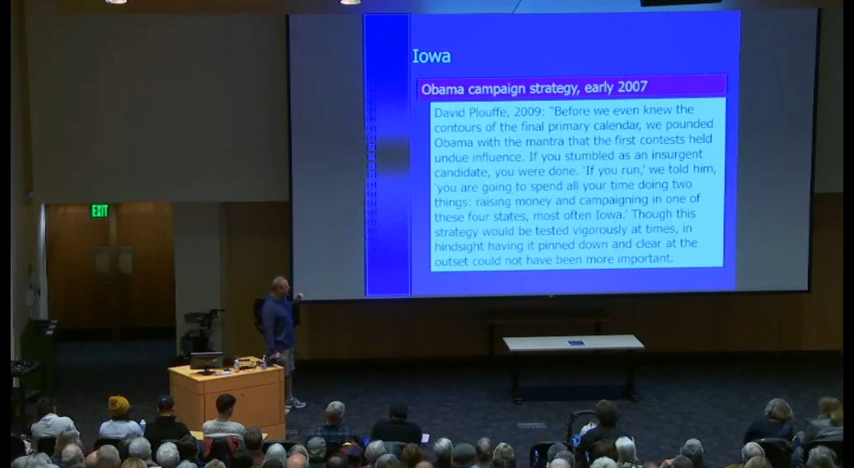 Iowa
Obama campaign strategy, early 2007
David Plouffe, 2009: "Before we even knew the
contours of the final primary calendar, we pounded
Obama with the mantra that the first contests held
undue influence. If you stumbled as an insurgent
candidate, you were done. 'If you run,' we told him,
'you are going to spend all your time doing two
things: raising money and campaigning in one of
these four states, most often Iowa.' Though this
strategy would be tested vigorously at times, in
hindsight having it pinned down and clear at the
outset could not have been more important.
EXIT